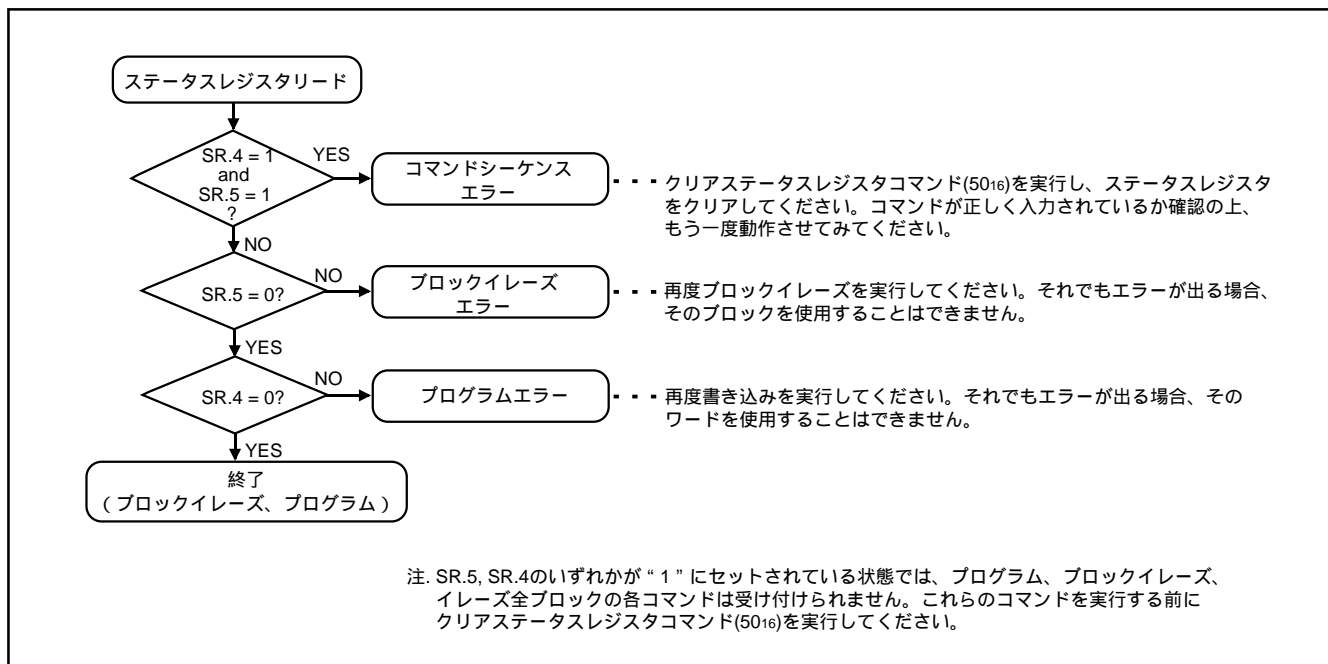 ステータスレジスタリード
SR.4 = 1
and
SR.5 = 1
?
YES
コマンドシーケンス
エラー
クリアステータスレジスタコマンド(5016)を実行し、ステータスレジスタ
をクリアしてください。コマンドが正しく入力されているか確認の上、
もう一度動作させてみてください。
NO
SR.5 = 0?
NO
ブロックイレーズ
エラー
再度ブロックイレーズを実行してください。それでもエラーが出る場合、
そのブロックを使用することはできません。
YES
SR.4 = 0?
NO
プログラムエラー
再度書き込みを実行してください。それでもエラーが出る場合、その
ワードを使用することはできません。
YES
終了
(ブロックイレーズ、プログラム)
注. SR.5, SR.4のいずれかが“1”にセットされている状態では、プログラム、ブロックイレーズ、
イレーズ全ブロックの各コマンドは受け付けられません。これらのコマンドを実行する前に
クリアステータスレジスタコマンド(5016)を実行してください。